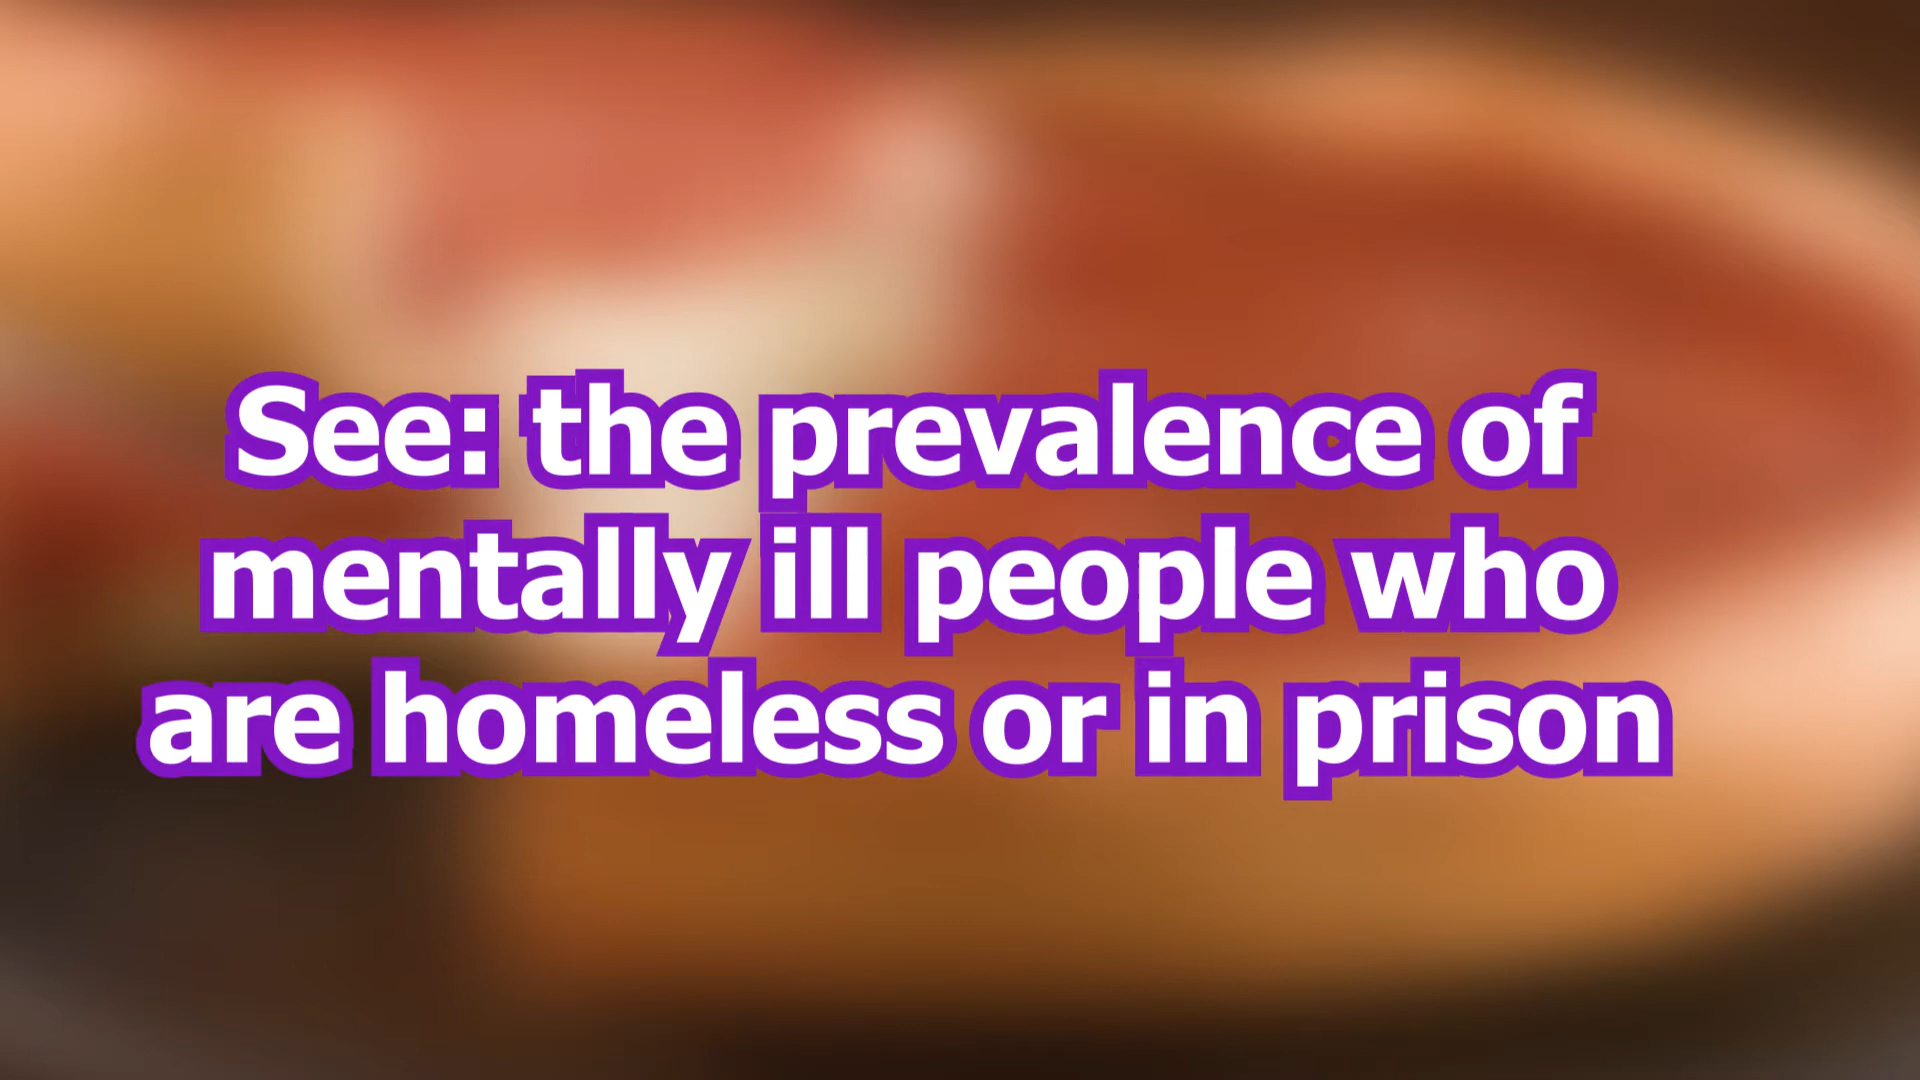 See: the prevalence of
mentally ill people who
are homeless or in prison